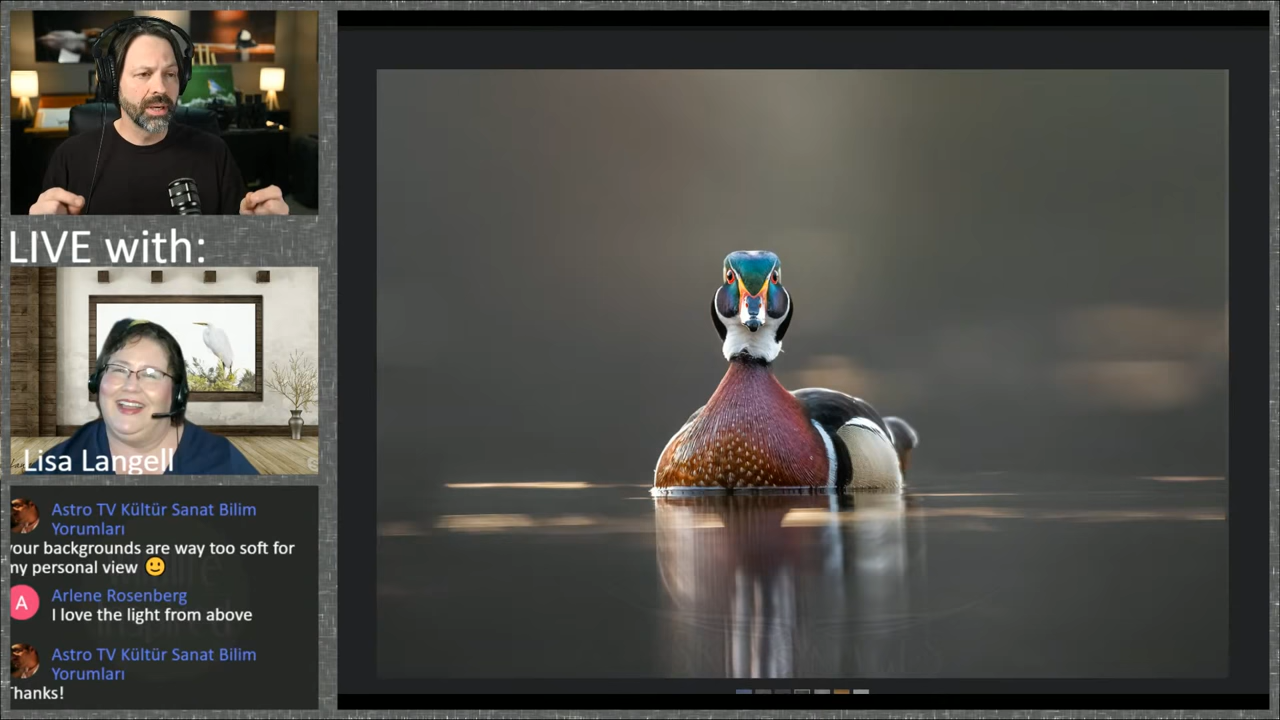 LIVE with:
Lisa Langell
Astro TV Kültür Sanat Bilim
Yorumları
your backgrounds are way too soft for
my personal view
A
Arlene Rosenberg
I love the light from above
Astro TV Kültür Sanat Bilim
Yorumları
Thanks!